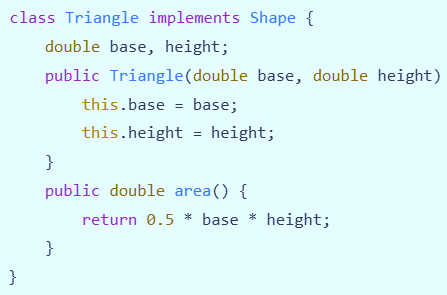 class Triangle implements Shape {
    double base, height;
    public Triangle(double base, double height)
        this.base = base;
        this.height = height;
    }
    public double area() {
        return 0.5 * base * height;
    }
}